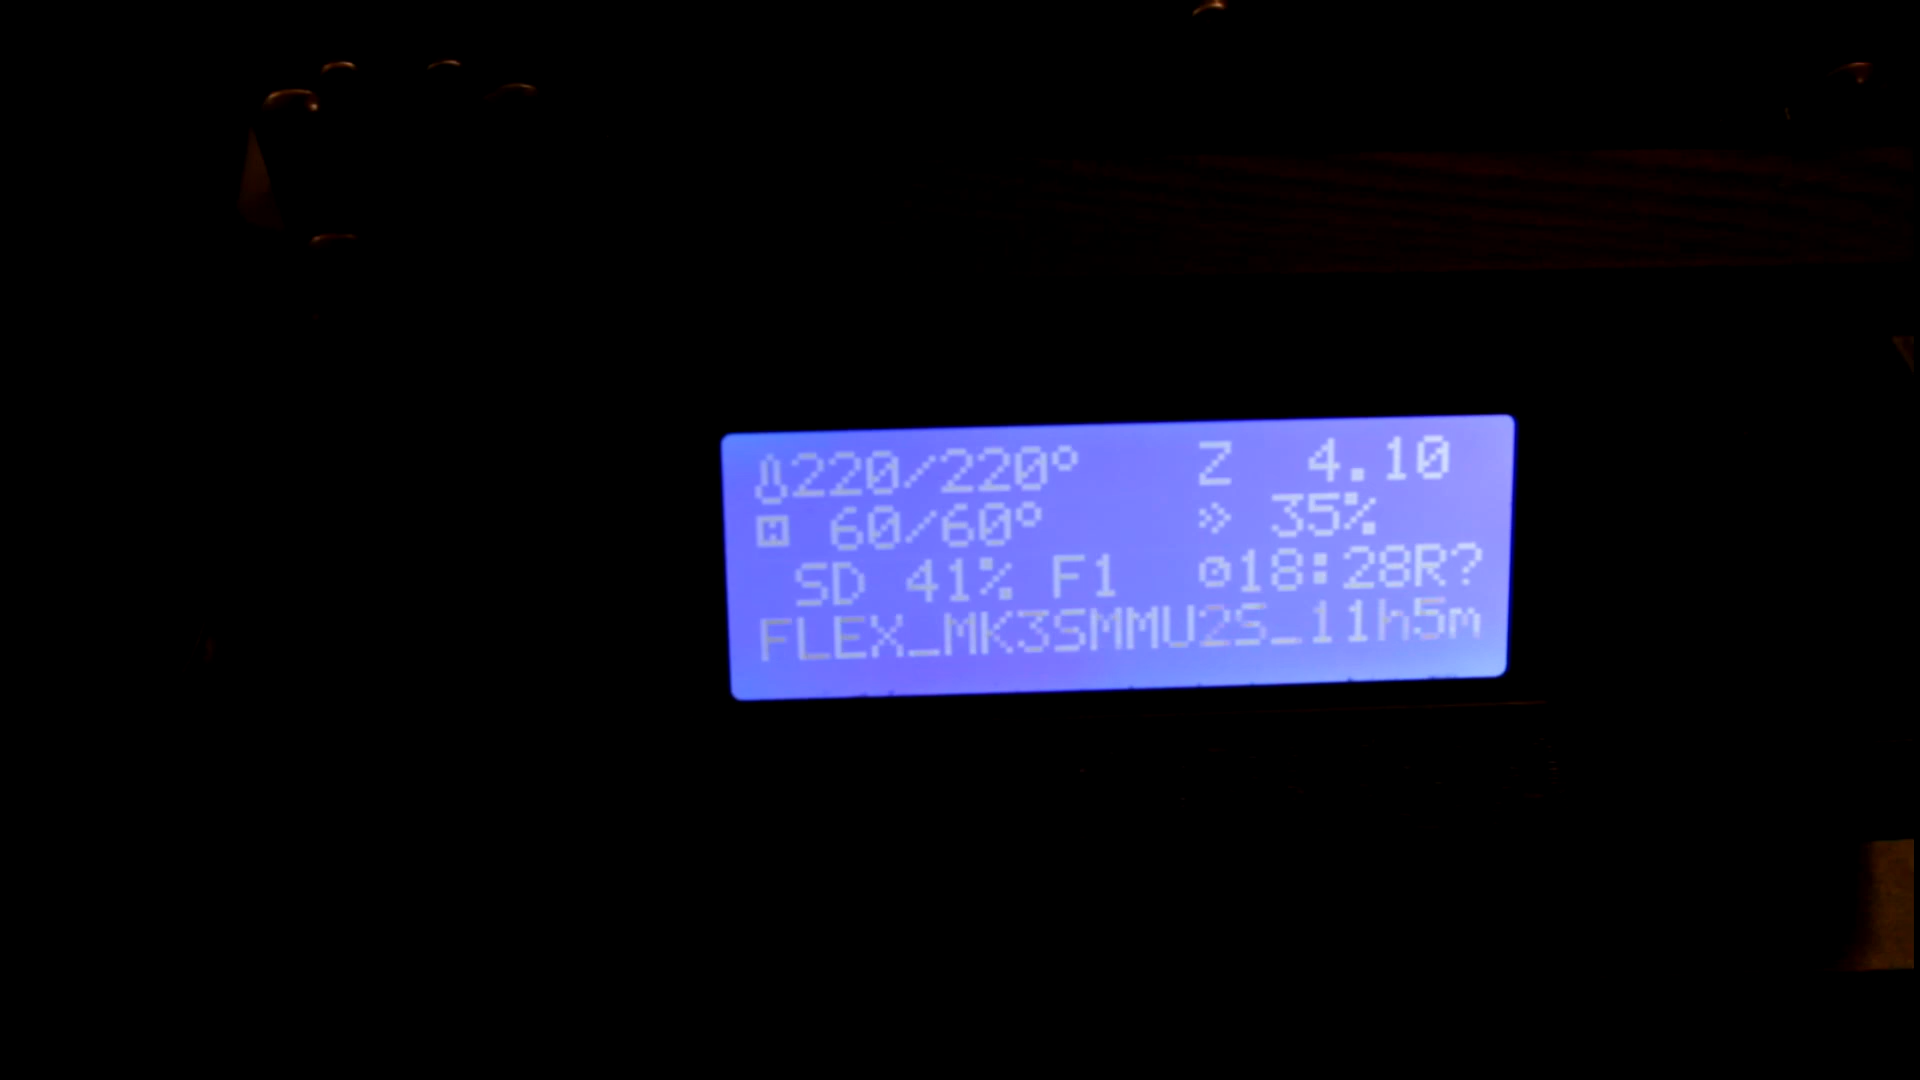 220/220° Z 4.10
60/60° » 35%
SD 41% F1 18:28R?
FLEX_MK3SMMU2S_11h5m